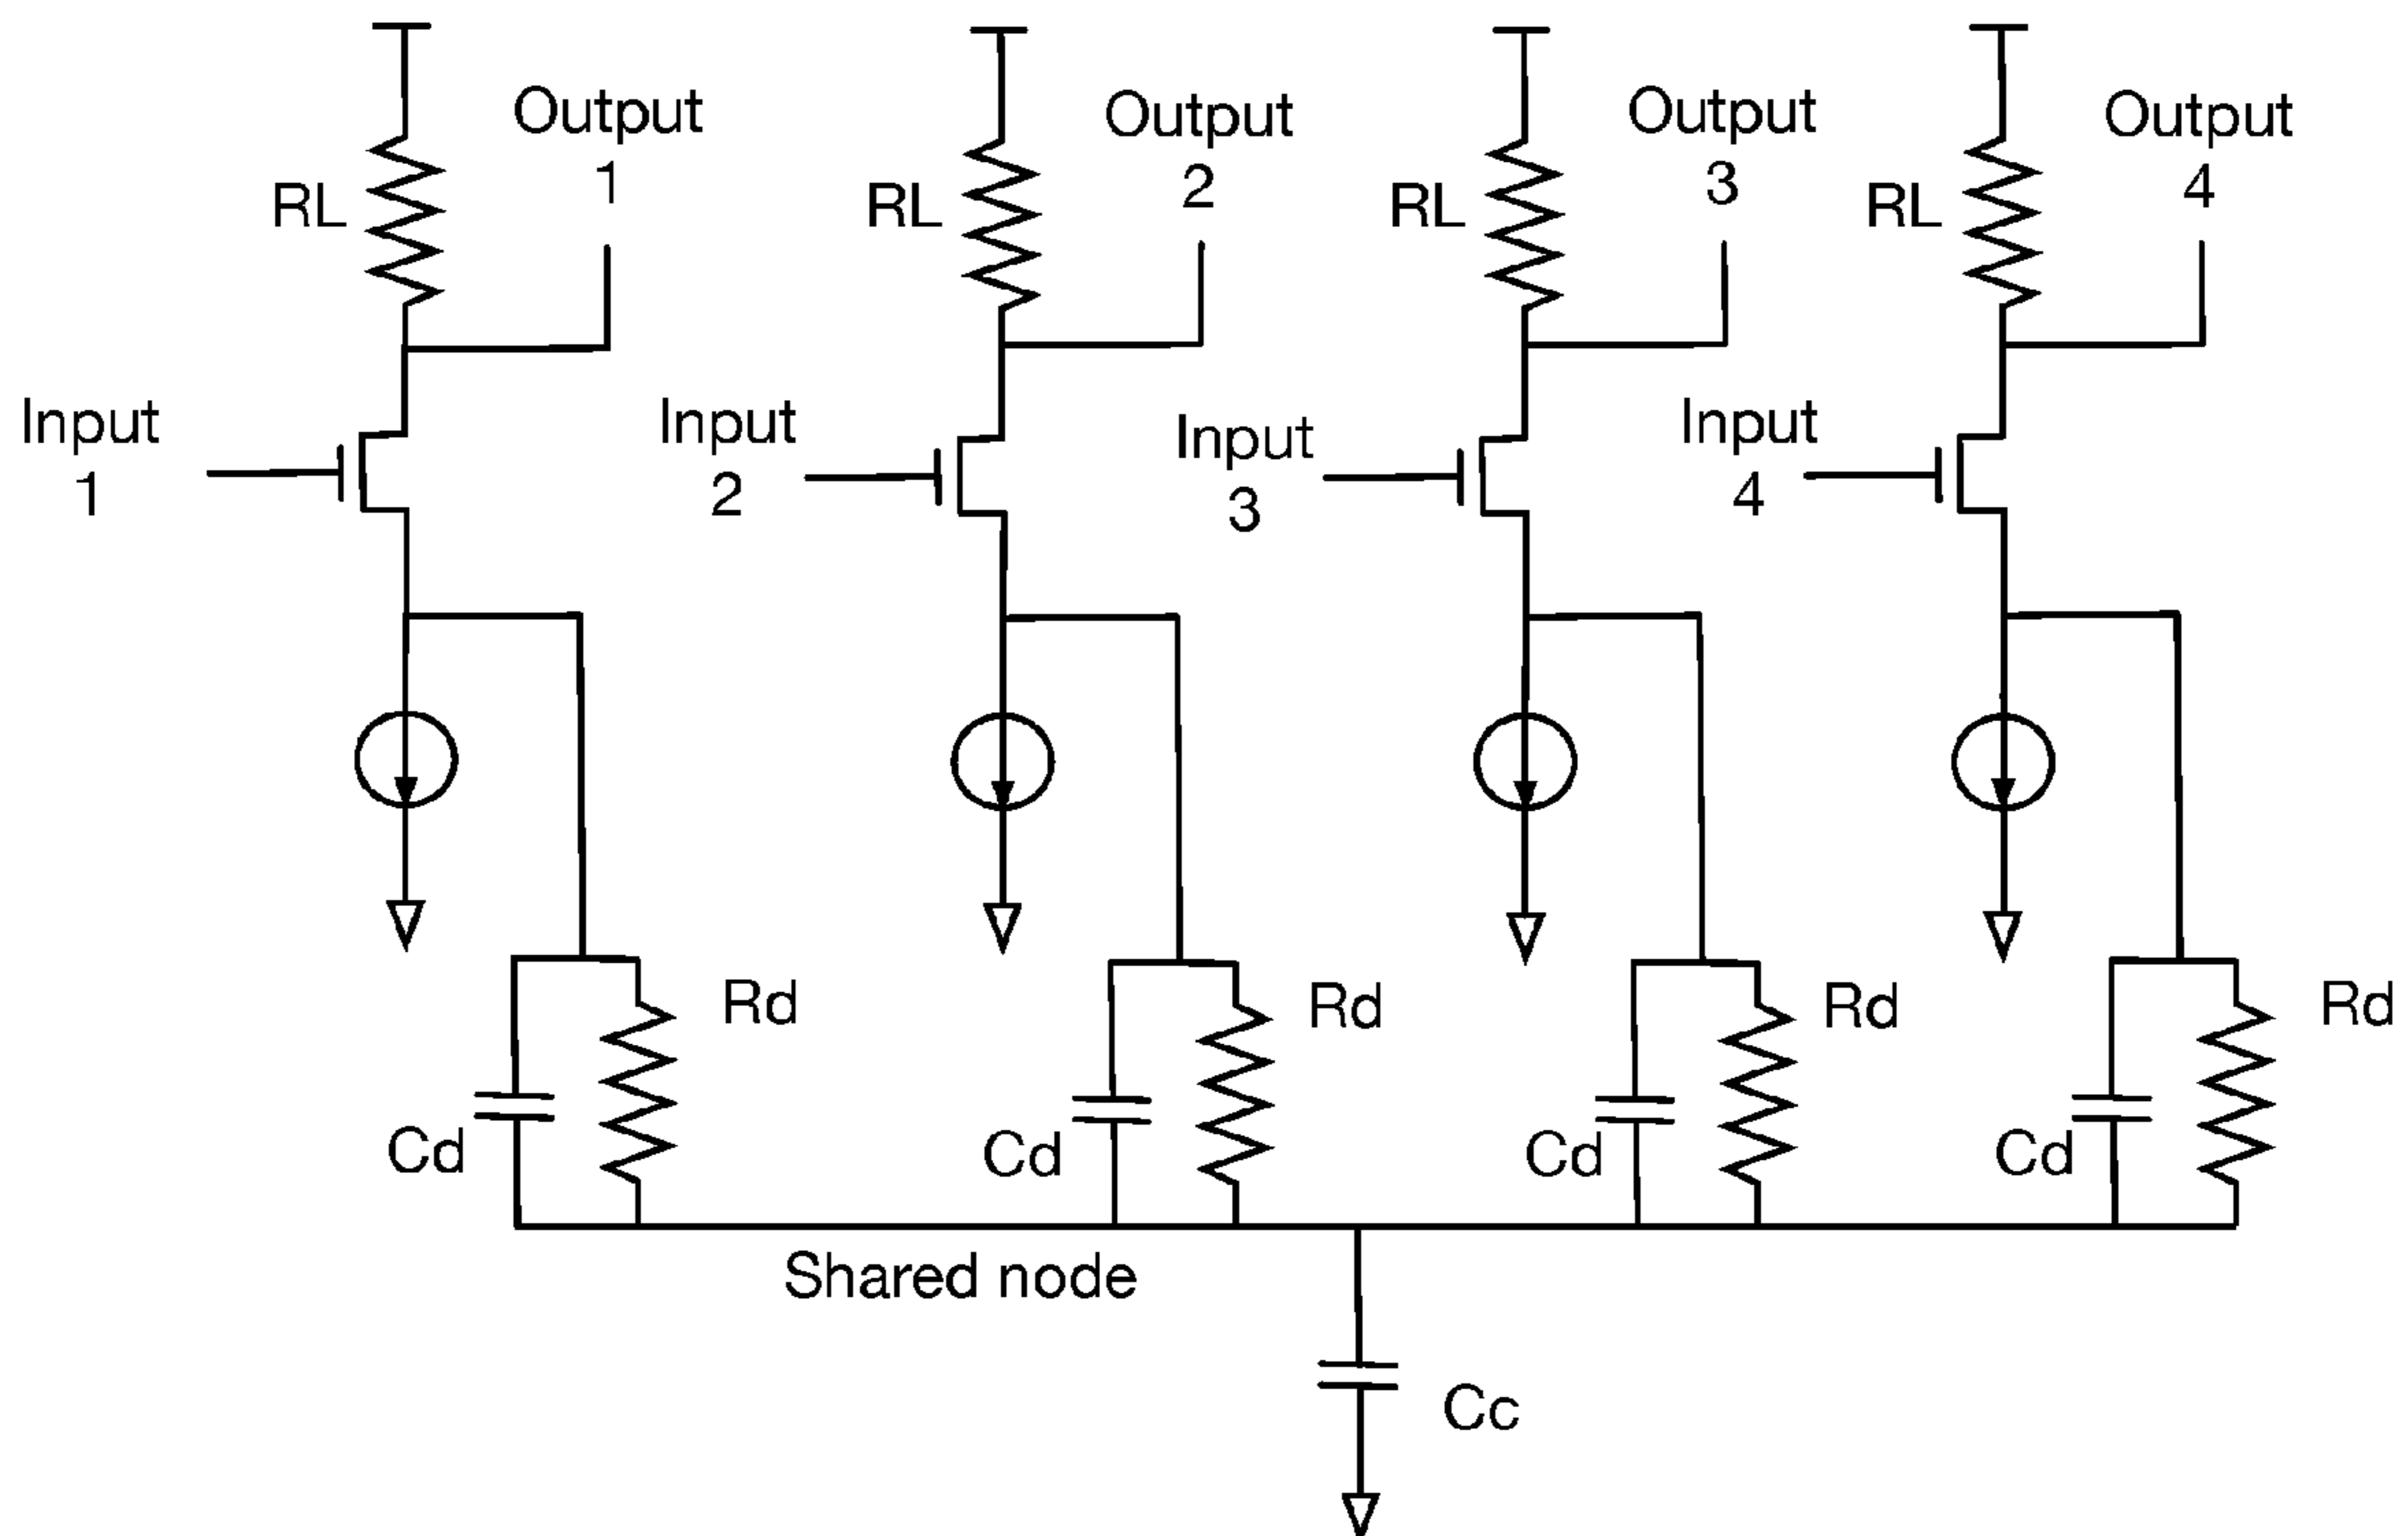 Output
1
Output
2
Output
3
Output
4
RL
RL
RL
RL
Input
1
Input
2
Input
3
Input
4
Rd
Rd
Rd
Rd
Cd
Cd
Cd
Cd
Shared node
Cc